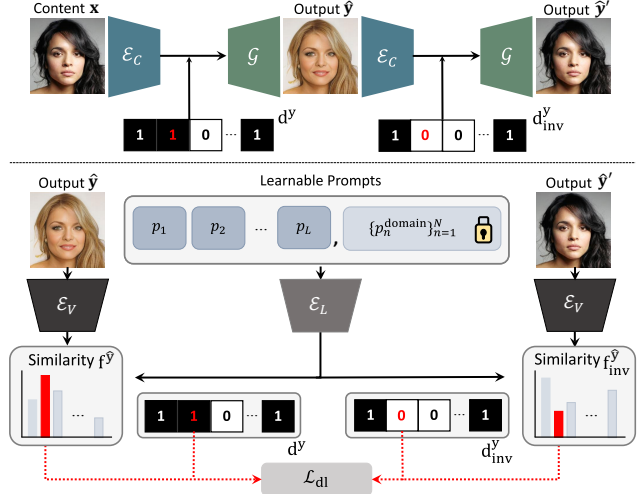 Content x
Output ŷ
Output ŷ′
ℰ_C
𝒢
ℰ_C
𝒢
1 1 0 ··· 1 d^y
1 0 0 ··· 1 d^y_inv
Output ŷ
Learnable Prompts
Output ŷ′
p_1 p_2 ··· p_L , {p_n^domain}_{n=1}^N
ℰ_V
ℰ_L
ℰ_V
Similarity f^ŷ
Similarity f^ŷ_inv
···
···
1 1 0 ··· 1
1 0 0 ··· 1
d^y
d^y_inv
ℒ_dl